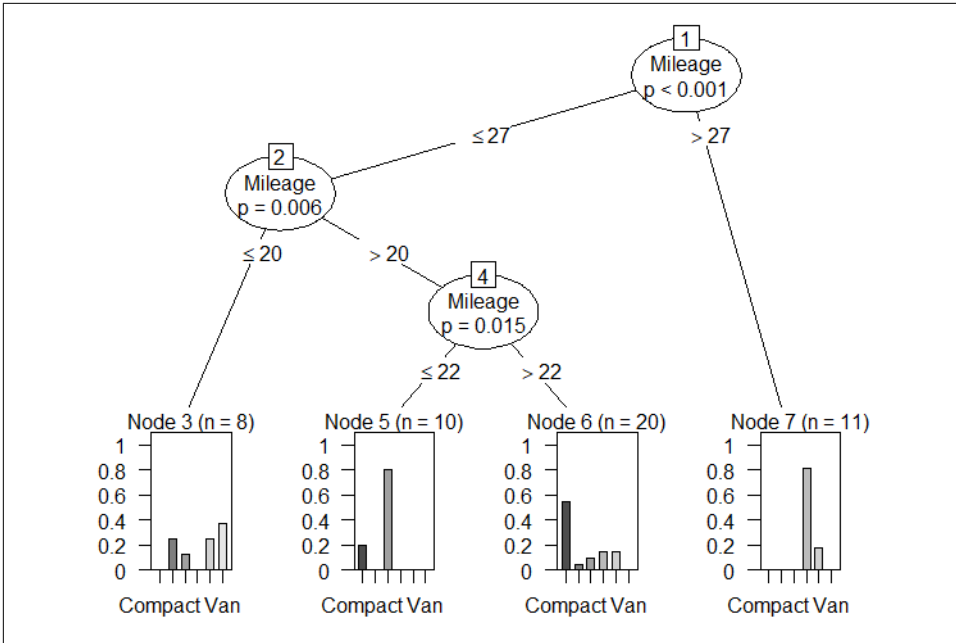 1
Mileage
p < 0.001
≤ 27
> 27
2
Mileage
p = 0.006
≤ 20
> 20
4
Mileage
p = 0.015
≤ 22
> 22
Node 3 (n = 8)
1
0.8
0.6
0.4
0.2
0
Compact Van
Node 5 (n = 10)
1
0.8
0.6
0.4
0.2
0
Compact Van
Node 6 (n = 20)
1
0.8
0.6
0.4
0.2
0
Compact Van
Node 7 (n = 11)
1
0.8
0.6
0.4
0.2
0
Compact Van